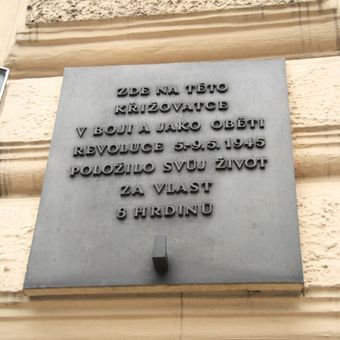 ZDE NA TÉTO
KŘIŽOVATCE
V BOJI A JAKO OBĚTI
REVOLUCE 5.-9.5.1945
POLOŽILO SVŮJ ŽIVOT
ZA VLAST
8 HRDINŮ